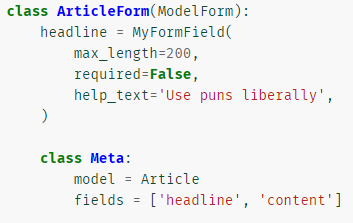 class ArticleForm(ModelForm):
    headline = MyFormField(
        max_length=200,
        required=False,
        help_text='Use puns liberally',
    )

    class Meta:
        model = Article
        fields = ['headline', 'content']